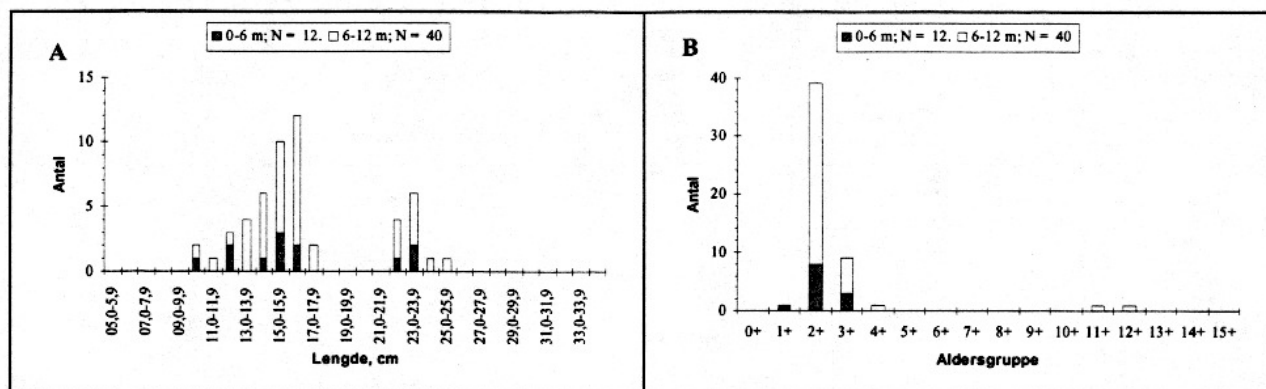 ■ 0-6 m; N = 12. □ 6-12 m; N = 40
A
Antal
15
10
5
0
05,0-5,9
07,0-7,9
09,0-9,9
11,0-11,9
13,0-13,9
15,0-15,9
17,0-17,9
19,0-19,9
21,0-21,9
23,0-23,9
25,0-25,9
27,0-27,9
29,0-29,9
31,0-31,9
33,0-33,9
Lengde, cm
■ 0-6 m; N = 12. □ 6-12 m; N = 40
B
Antal
40
30
20
10
0
0+ 1+ 2+ 3+ 4+ 5+ 6+ 7+ 8+ 9+ 10+ 11+ 12+ 13+ 14+ 15+
Aldersgruppe